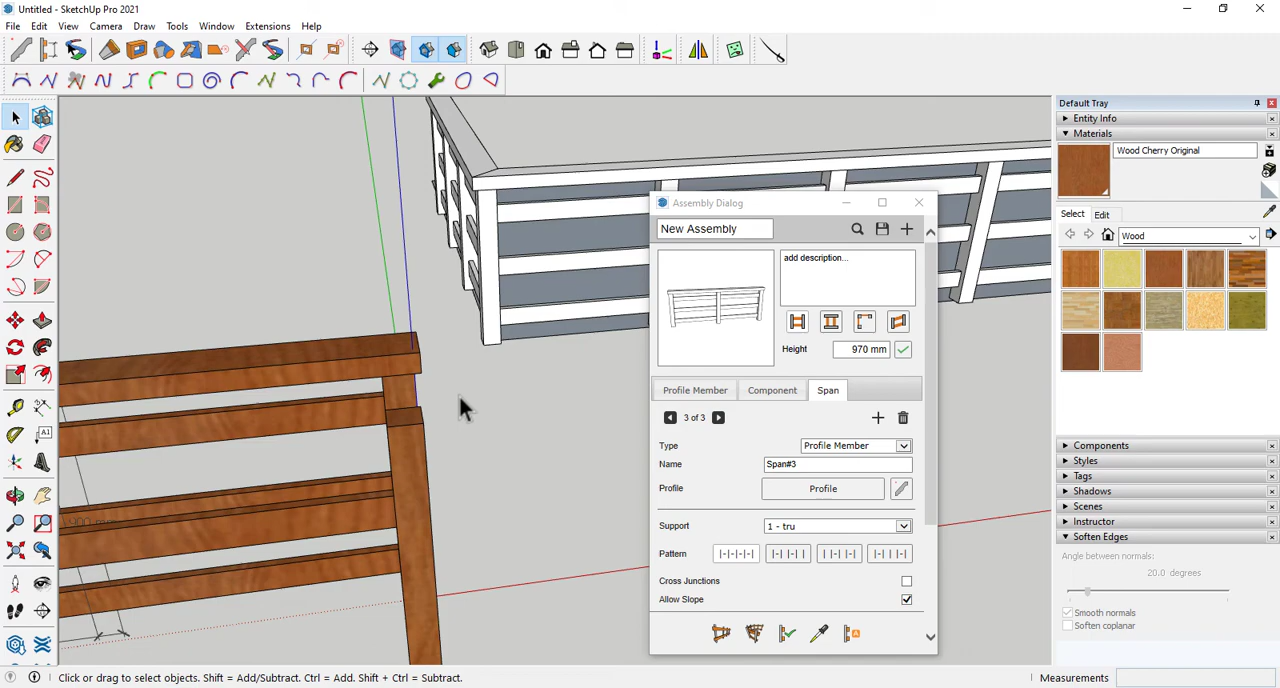 Untitled - SketchUp Pro 2021
File Edit View Camera Draw Tools Window Extensions Help
Default Tray
Entity Info
Materials
Wood Cherry Original
Select Edit
Wood
Components
Styles
Tags
Shadows
Scenes
Instructor
Soften Edges
Angle between normals:
20.0 degrees
Smooth normals
Soften coplanar
Assembly Dialog
New Assembly
add description...
Height 970 mm
Profile Member Component Span
3 of 3
Type Profile Member
Name Span#3
Profile Profile
Support 1 - tru
Pattern
Cross Junctions
Allow Slope
A1
A
Click or drag to select objects. Shift = Add/Subtract. Ctrl = Add. Shift + Ctrl = Subtract.
Measurements